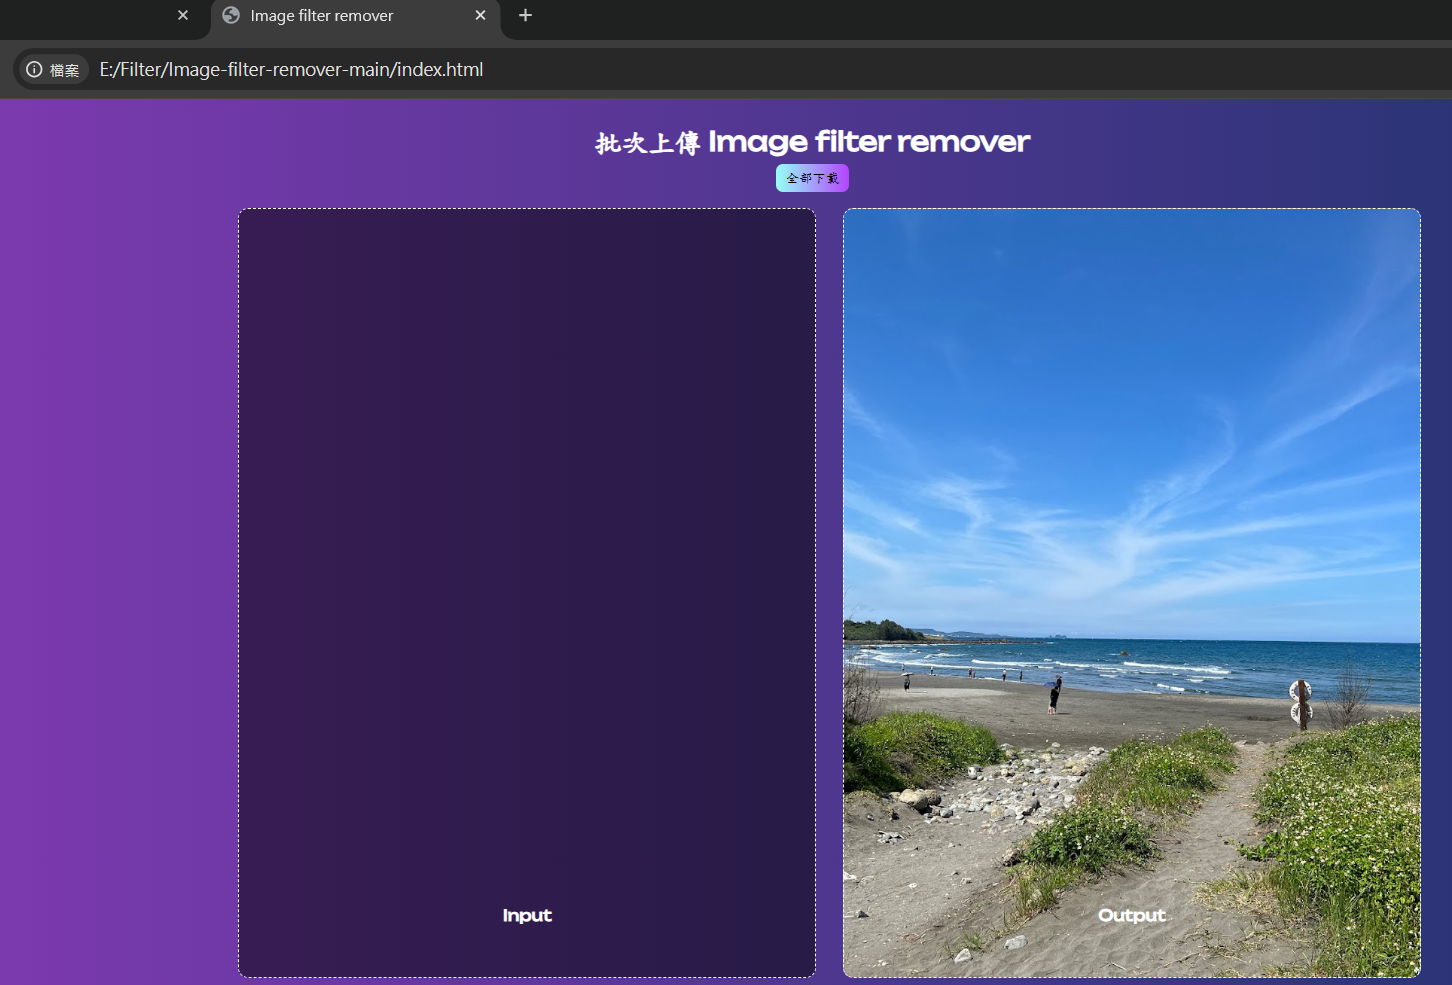 Image filter remover
檔案 E:/Filter/Image-filter-remover-main/index.html
批次上傳 Image filter remover
全部下載
Input
Output